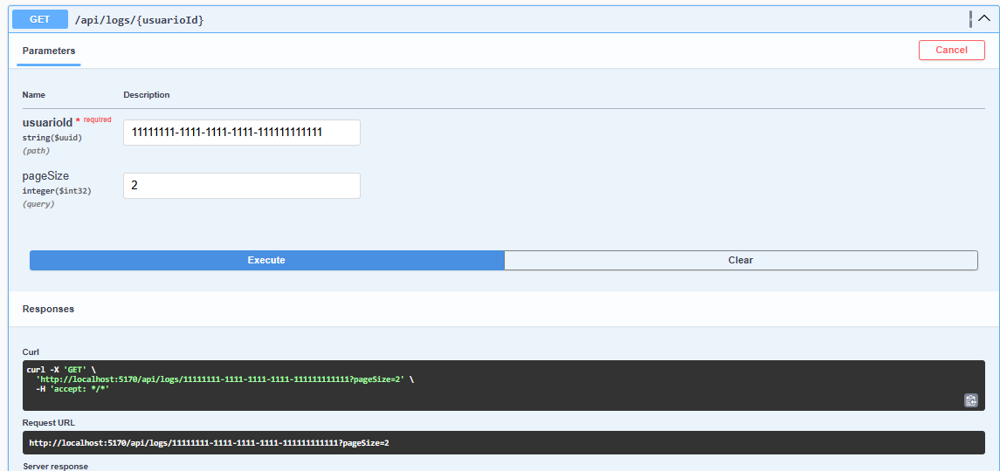 GET /api/logs/{usuarioId}
Parameters Cancel
Name Description
usuarioId * required
string($uuid)
(path)
11111111-1111-1111-1111-111111111111
pageSize
integer($int32)
(query)
2
Execute Clear
Responses
Curl
curl -X 'GET' \
'http://localhost:5170/api/logs/11111111-1111-1111-1111-111111111111?pageSize=2' \
-H 'accept: */*'
Request URL
http://localhost:5170/api/logs/11111111-1111-1111-1111-111111111111?pageSize=2
Server response